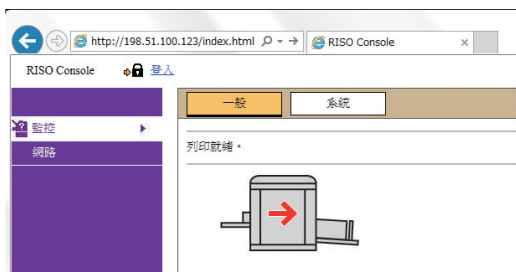 http://198.51.100.123/index.html
RISO Console
RISO Console 登入
一般 系統
監控
網路
列印就緒。